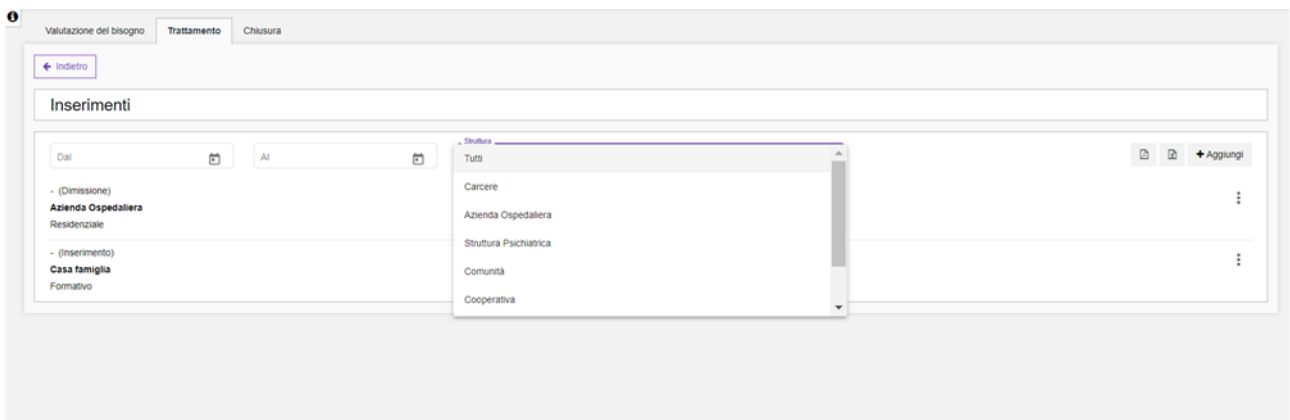 Valutazione del bisogno Trattamento Chiusura
Indietro
Inserimenti
Dal Al Struttura Aggiungi
Tutti
Carcere
Azienda Ospedaliera
Struttura Psichiatrica
Comunità
Cooperativa
- (Dimissione)
Azienda Ospedaliera
Residenziale
- (Inserimento)
Casa famiglia
Formativo